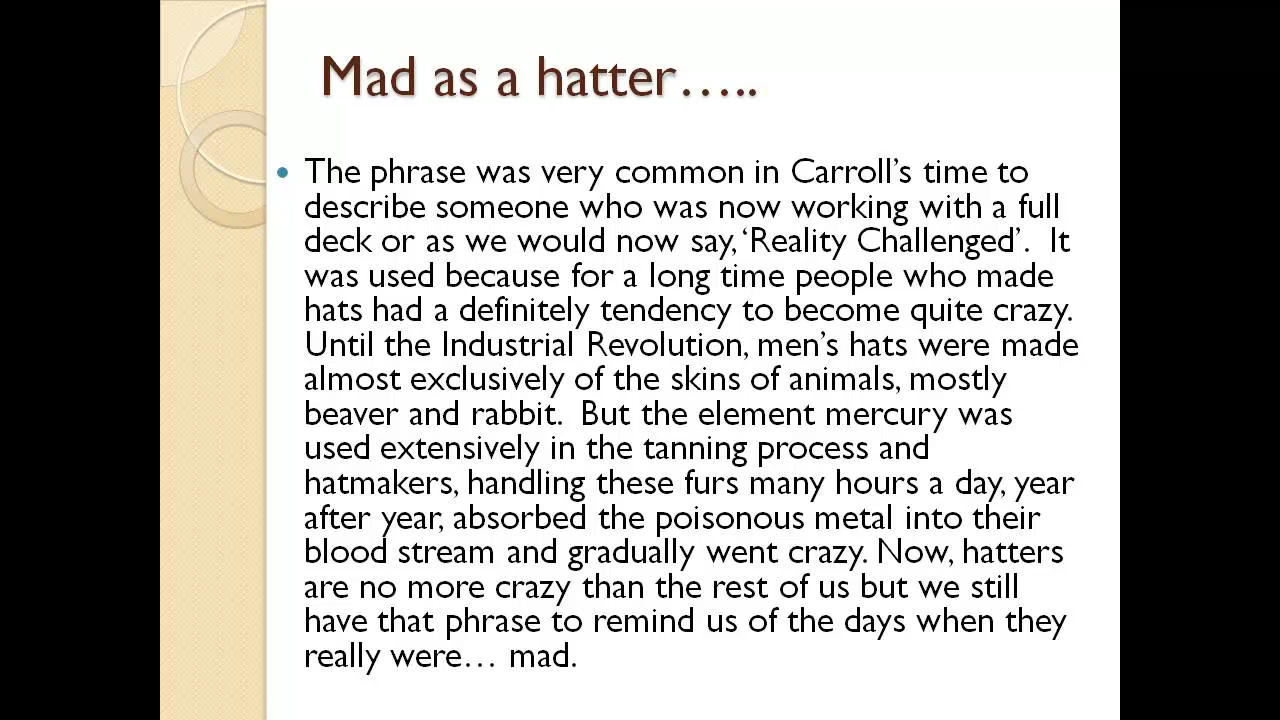 Mad as a hatter.....
• The phrase was very common in Carroll’s time to
describe someone who was now working with a full
deck or as we would now say, ‘Reality Challenged’.  It
was used because for a long time people who made
hats had a definitely tendency to become quite crazy.
Until the Industrial Revolution, men’s hats were made
almost exclusively of the skins of animals, mostly
beaver and rabbit.  But the element mercury was
used extensively in the tanning process and
hatmakers, handling these furs many hours a day, year
after year, absorbed the poisonous metal into their
blood stream and gradually went crazy. Now, hatters
are no more crazy than the rest of us but we still
have that phrase to remind us of the days when they
really were… mad.